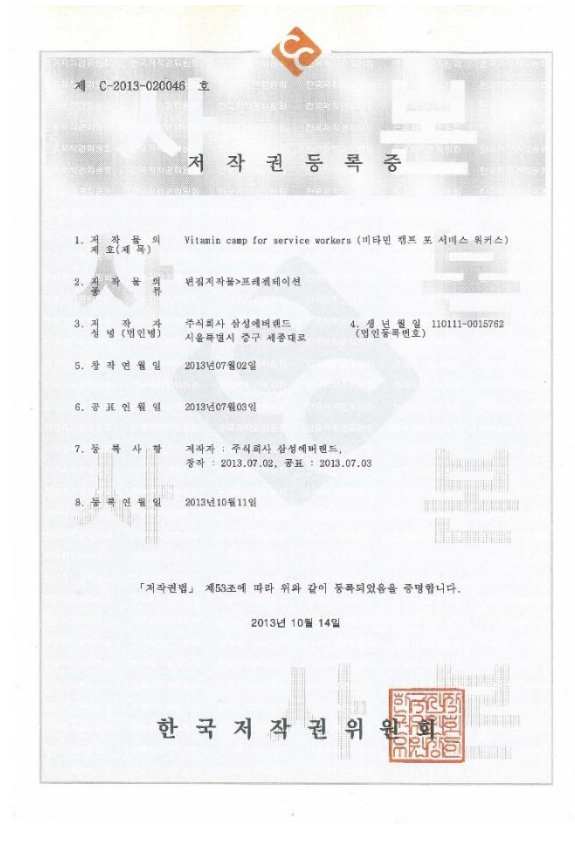 제 C-2013-020046 호
저작권등록증
1. 저작물의 제호(제목) Vitamin camp for service workers (비타민 캠프 포 서비스 워커스)
2. 저작물의 종류 편집저작물>프레젠테이션
3. 저작자 성명 (법인명) 주식회사 삼성에버랜드
서울특별시 중구 세종대로
4. 생년월일 (법인등록번호) 110111-0015762
5. 창작연월일 2013년07월02일
6. 공표연월일 2013년07월03일
7. 등록사항 저작자 : 주식회사 삼성에버랜드,
창작 : 2013.07.02, 공표 : 2013.07.03
8. 등록연월일 2013년10월11일
「저작권법」 제53조에 따라 위와 같이 등록되었음을 증명합니다.
2013년 10월 14일
한국저작권위원회
사본